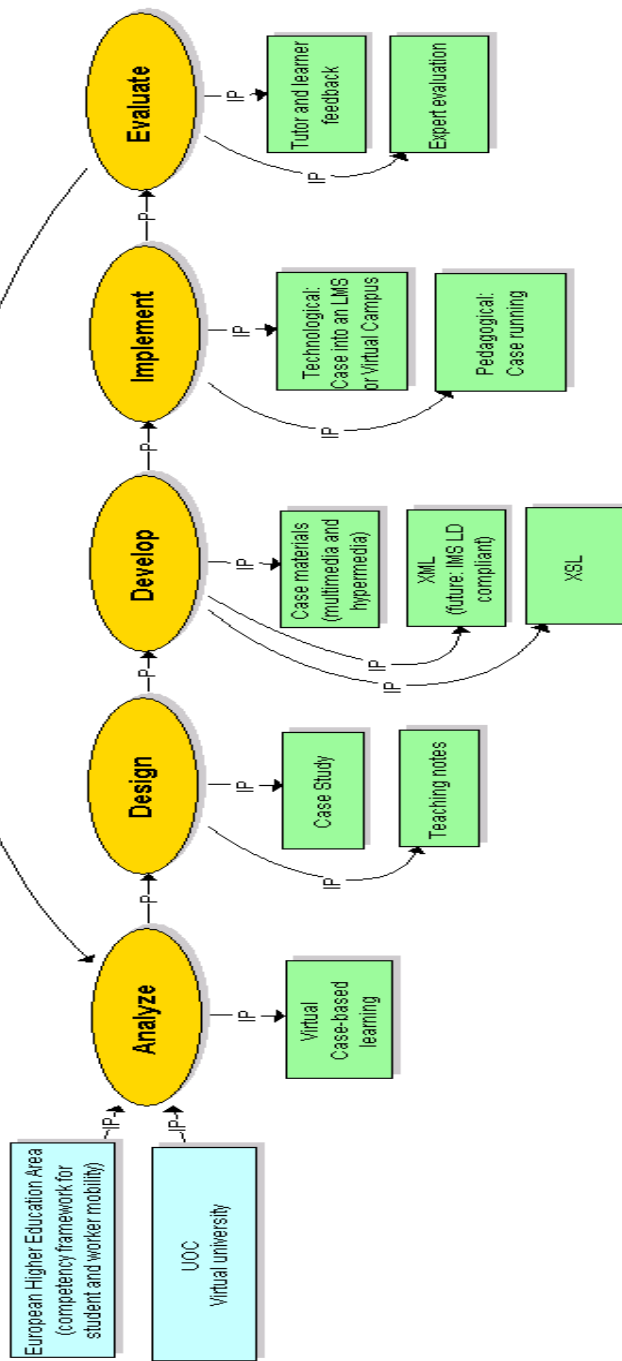 European Higher Education Area
(competency framework for
student and worker mobility)
UOC
Virtual university
IP
IP
Analyze
P
Design
P
Develop
P
Implement
P
Evaluate
IP
Virtual
Case-based
learning
IP
Case Study
IP
Teaching notes
IP
Case materials
(multimedia and
hypermedia)
IP
XML
(future: IMS LD
compliant)
IP
XSL
IP
Technological:
Case into an LMS
or Virtual Campus
IP
Pedagogical:
Case running
IP
Tutor and learner
feedback
IP
Expert evaluation